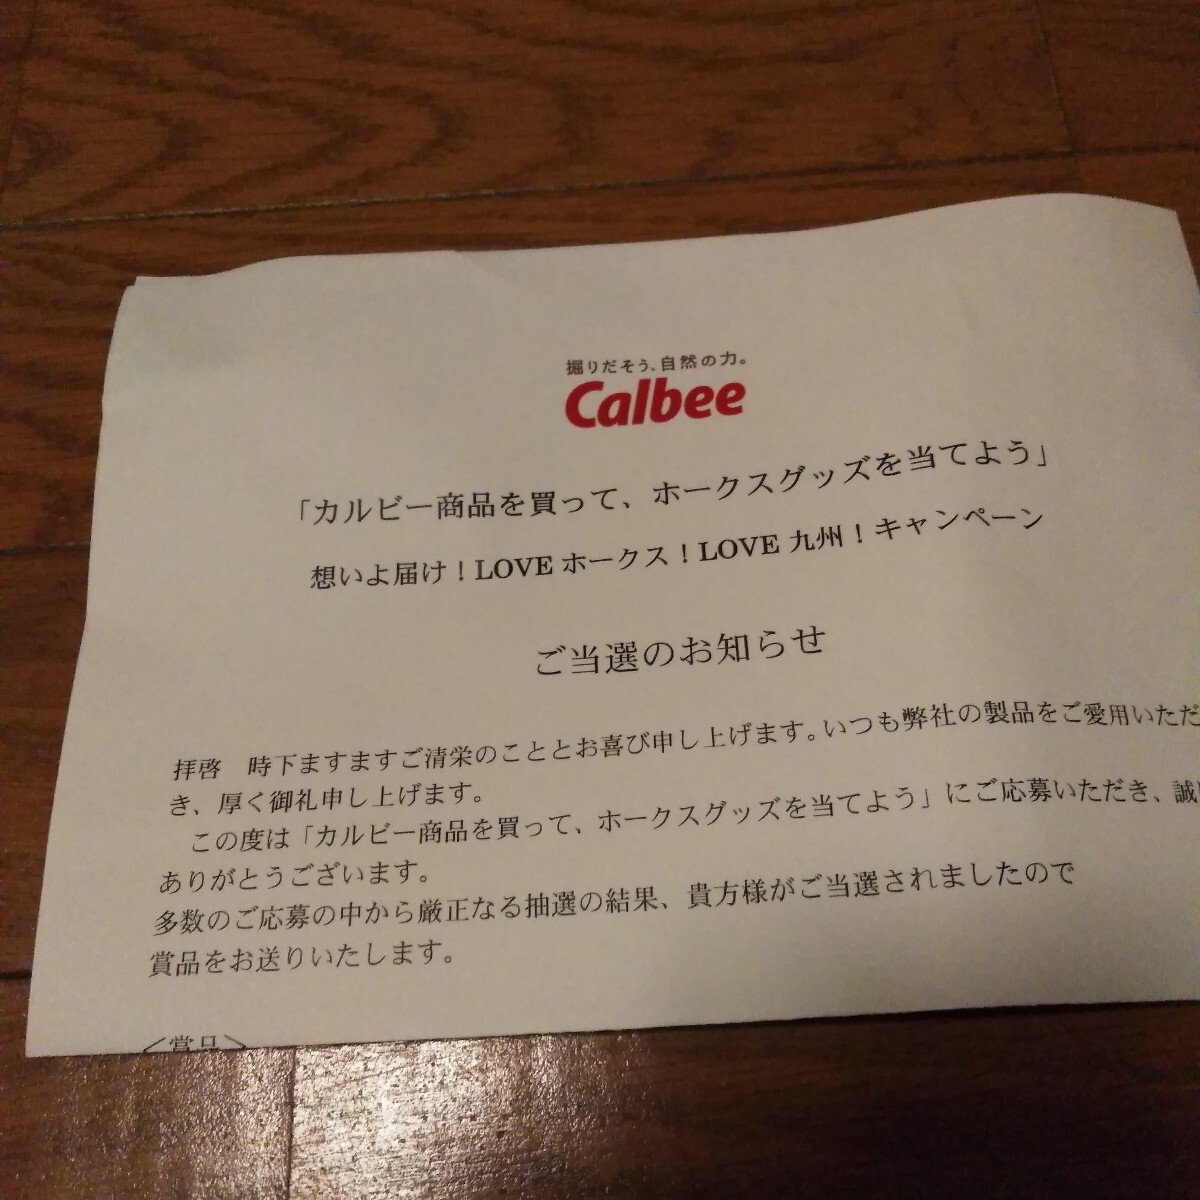 掘りだそう、自然の力。
Calbee
「カルビー商品を買って、ホークスグッズを当てよう」
想いよ届け！LOVE ホークス！LOVE 九州！キャンペーン
ご当選のお知らせ
拝啓　時下ますますご清栄のこととお喜び申し上げます。いつも弊社の製品をご愛用いただ
き、厚く御礼申し上げます。
この度は「カルビー商品を買って、ホークスグッズを当てよう」にご応募いただき、誠
ありがとうございます。
多数のご応募の中から厳正なる抽選の結果、貴方様がご当選されましたので
賞品をお送りいたします。
＜賞品＞